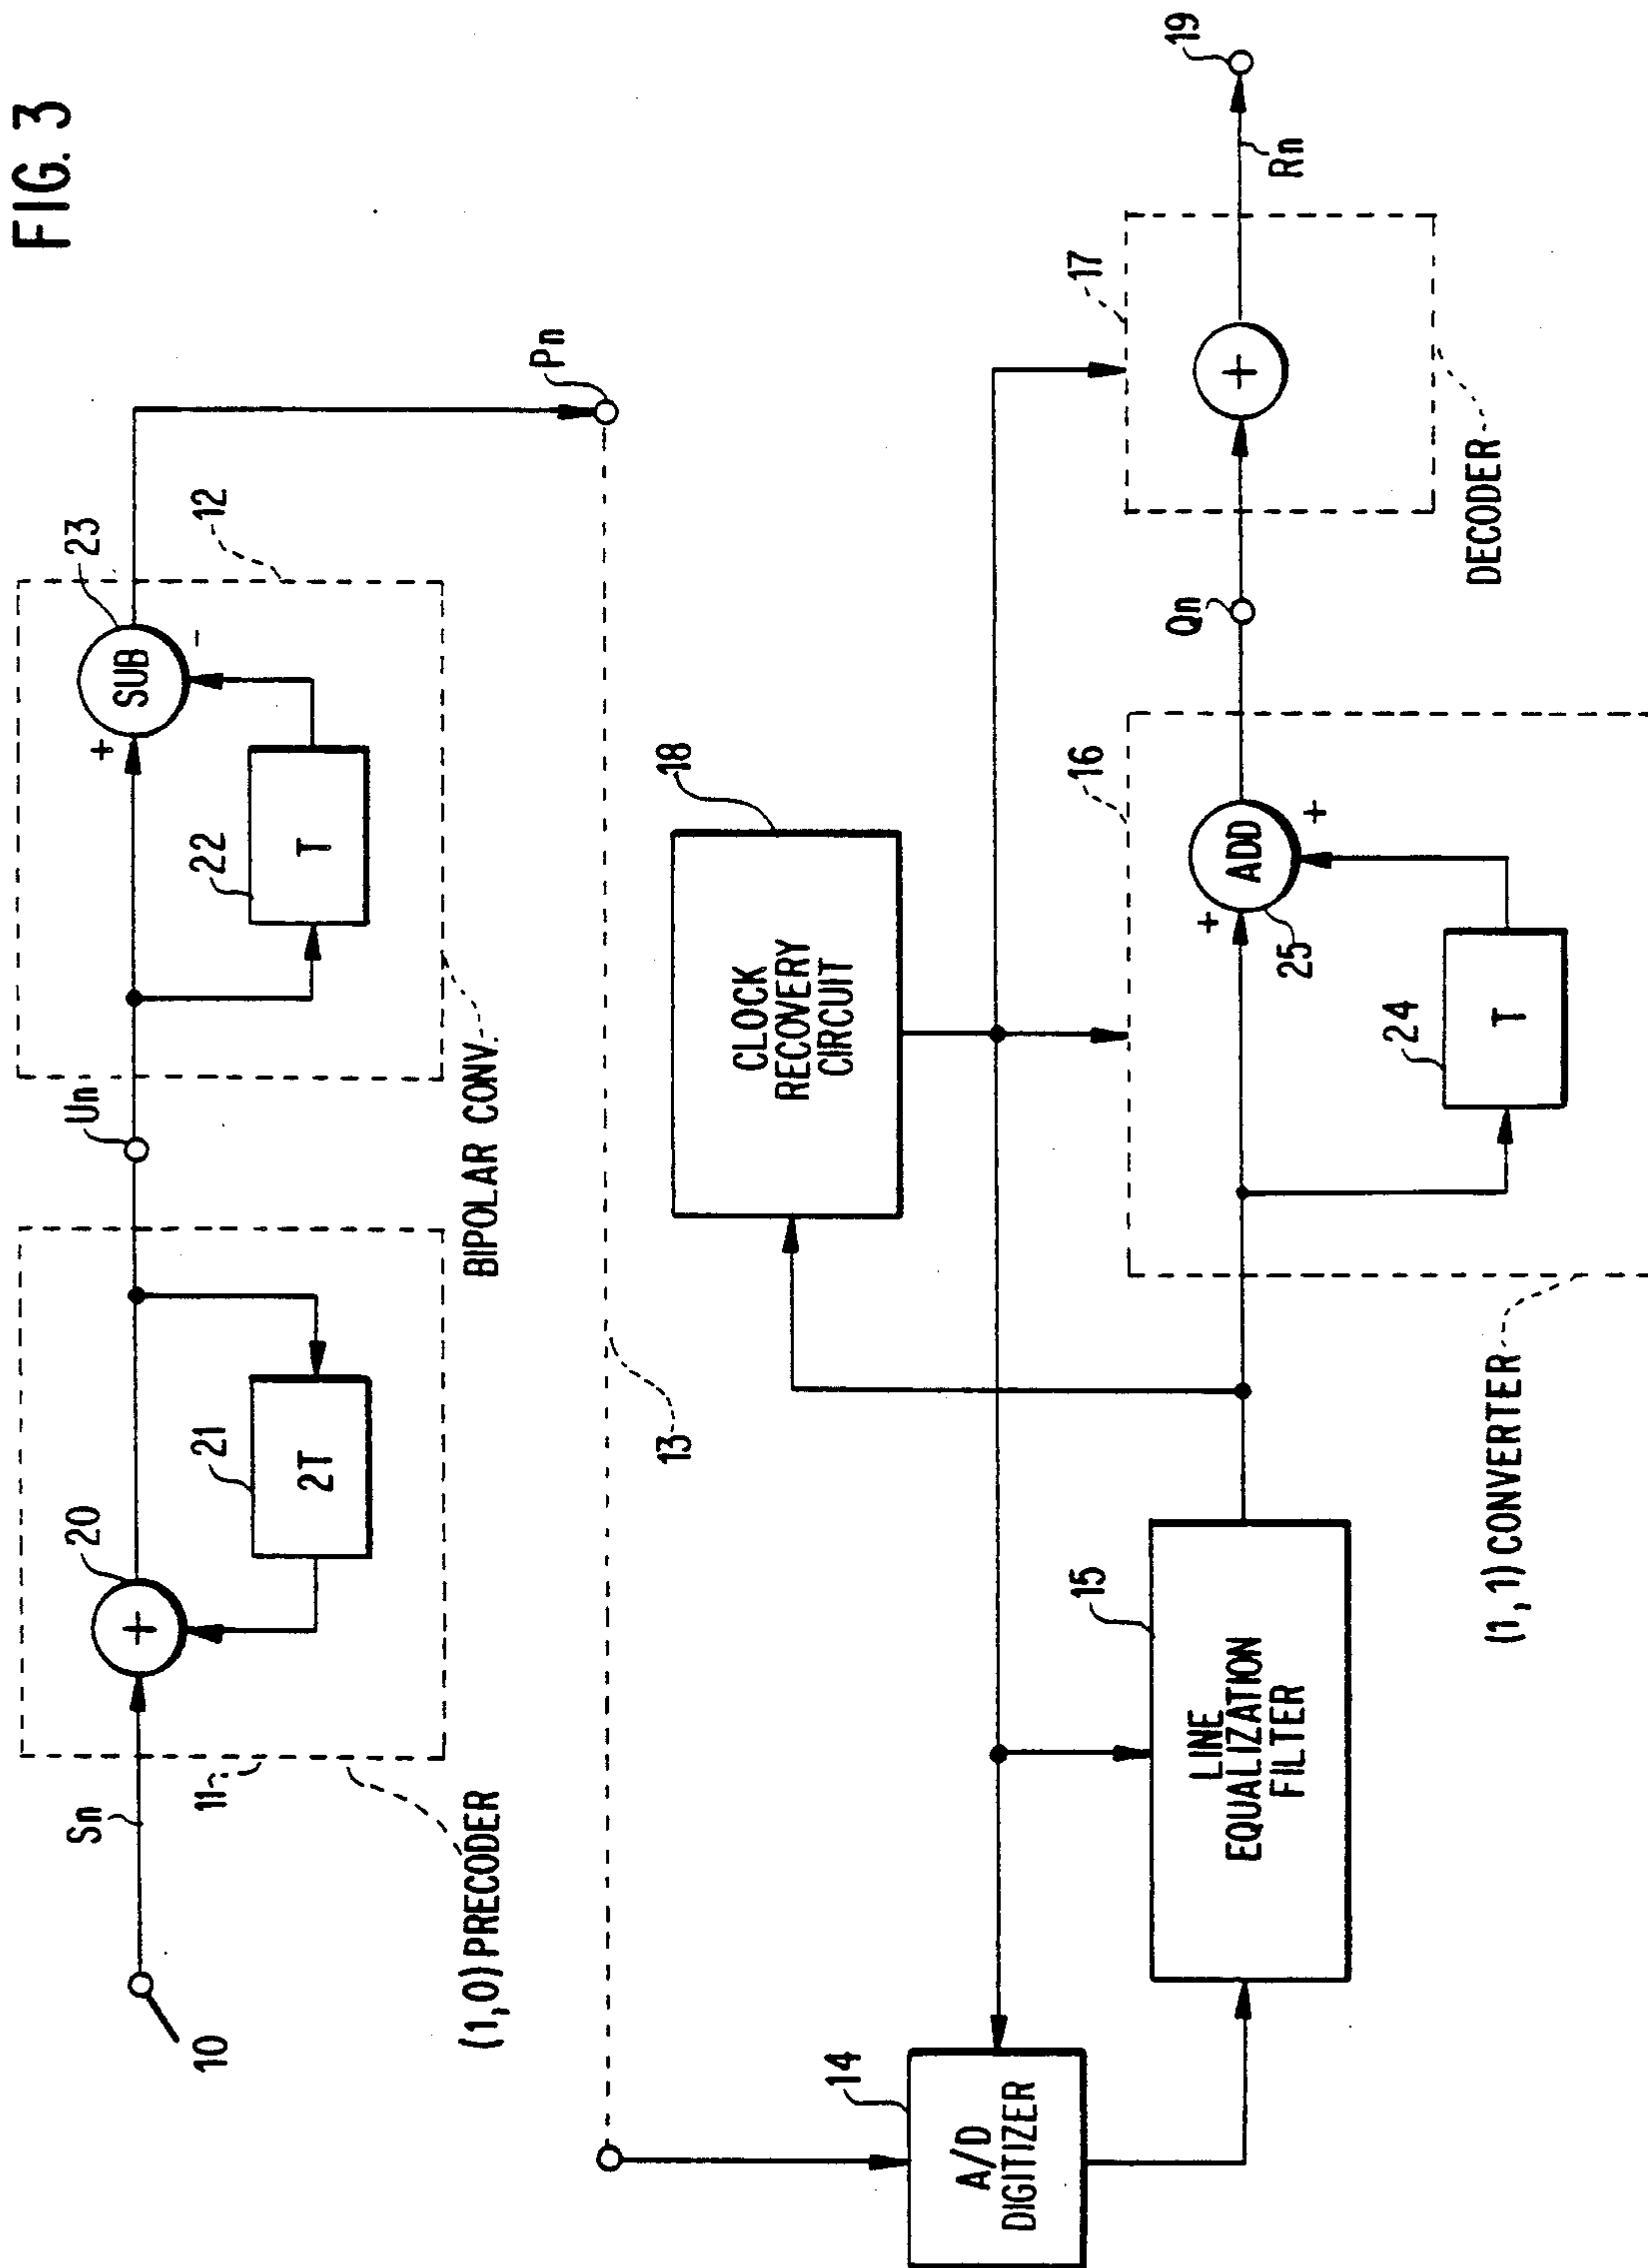 FIG. 3
10
Sn
11
(1,0) PRECODER
+
20
21
2T
Un
BIPOLAR CONV.
12
22
T
+
SUB
-
23
Pn
13
14
A/D
DIGITIZER
15
LINE
EQUALIZATION
FILTER
18
CLOCK
RECOVERY
CIRCUIT
(1,1) CONVERTER
16
24
T
+
ADD
+
25
Qn
17
+
DECODER
Rn
19